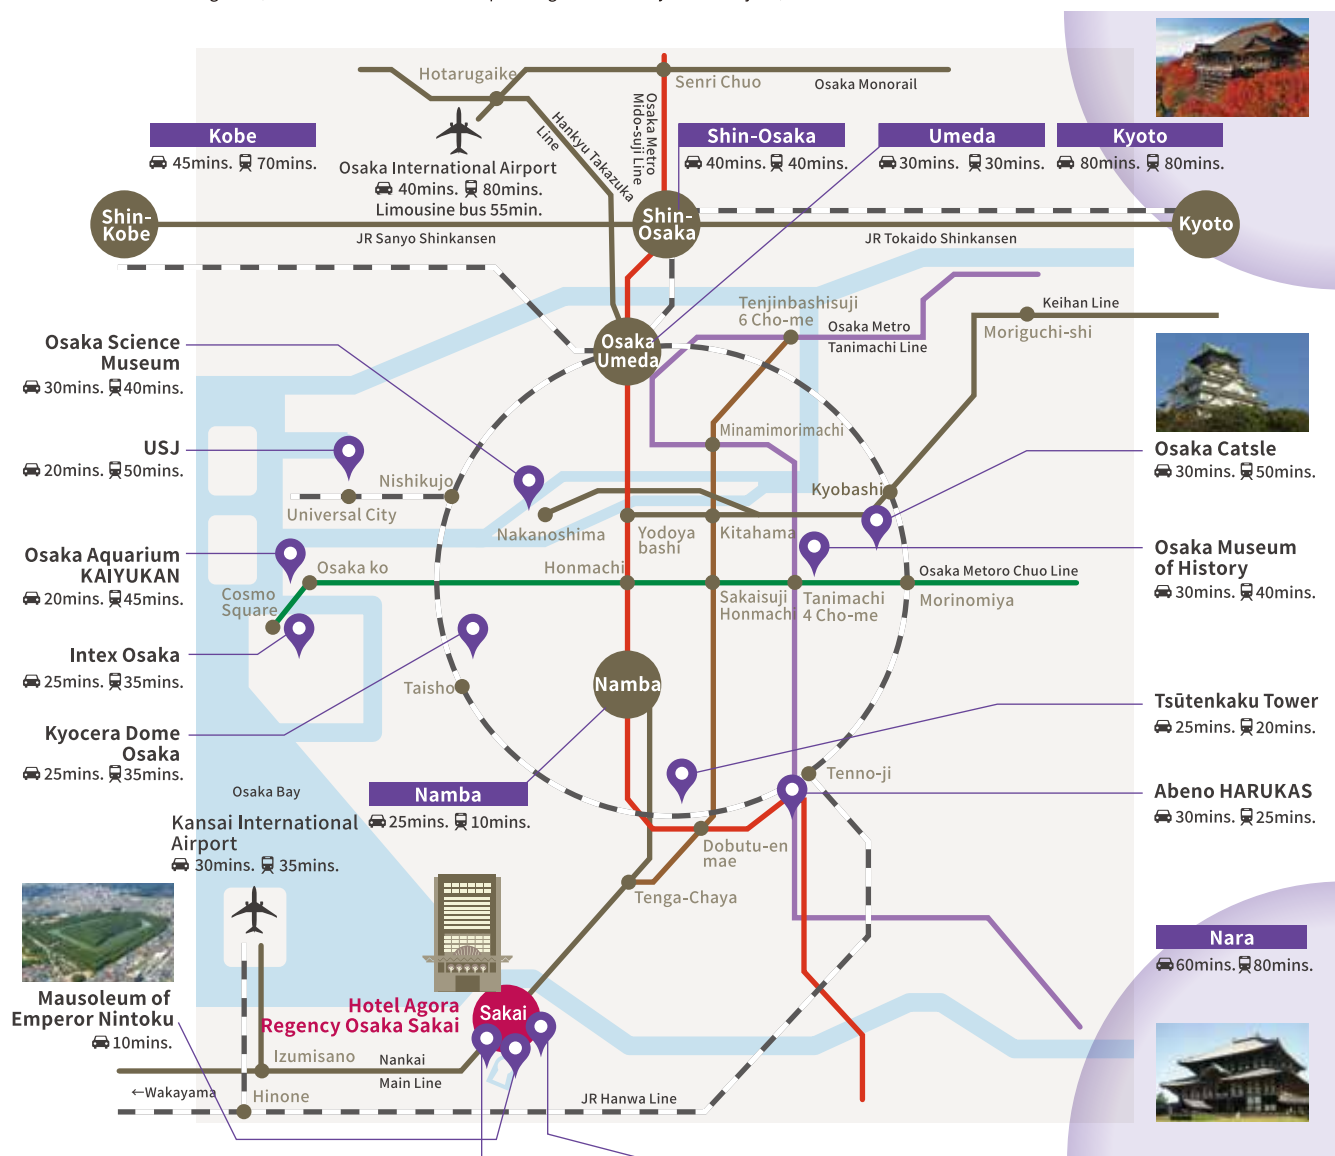 Hotarugaike
Senri Chuo
Osaka Monorail
Hankyu Takazuka
Line
Osaka Metro
Mido-suji Line
Kobe
45mins. 70mins.
Osaka International Airport
40mins. 80mins.
Limousine bus 55min.
Shin-Osaka
40mins. 40mins.
Umeda
30mins. 30mins.
Kyoto
80mins. 80mins.
Shin-
Kobe
JR Sanyo Shinkansen
Shin-
Osaka
JR Tokaido Shinkansen
Kyoto
Tenjinbashisuji
6 Cho-me
Osaka Metro
Tanimachi Line
Keihan Line
Moriguchi-shi
Osaka Science
Museum
30mins. 40mins.
Osaka
Umeda
Minamimorimachi
USJ
20mins. 50mins.
Nishikujo
Universal City
Nakanoshima
Yodoya
bashi
Kitahama
Kyobashi
Osaka Catsle
30mins. 50mins.
Osaka Aquarium
KAIYUKAN
20mins. 45mins.
Osaka ko
Cosmo
Square
Honmachi
Sakaisuji
Honmachi
Tanimachi
4 Cho-me
Osaka Metoro Chuo Line
Morinomiya
Osaka Museum
of History
30mins. 40mins.
Intex Osaka
25mins. 35mins.
Taisho
Namba
Kyocera Dome
Osaka
25mins. 35mins.
Tsūtenkaku Tower
25mins. 20mins.
Tenno-ji
Abeno HARUKAS
30mins. 25mins.
Osaka Bay
Namba
25mins. 10mins.
Kansai International
Airport
30mins. 35mins.
Dobutu-en
mae
Tenga-Chaya
Nara
60mins. 80mins.
Mausoleum of
Emperor Nintoku
10mins.
Hotel Agora
Regency Osaka Sakai
Sakai
Izumisano
Nankai
Main Line
←Wakayama
Hinone
JR Hanwa Line